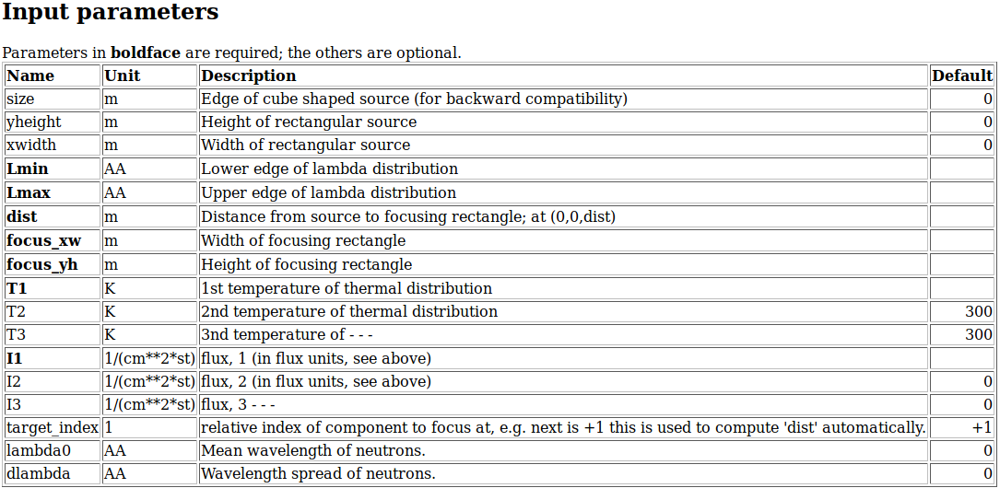 Input parameters
Parameters in boldface are required; the others are optional.
Name Unit Description Default
size m Edge of cube shaped source (for backward compatibility) 0
yheight m Height of rectangular source 0
xwidth m Width of rectangular source 0
Lmin AA Lower edge of lambda distribution
Lmax AA Upper edge of lambda distribution
dist m Distance from source to focusing rectangle; at (0,0,dist)
focus_xw m Width of focusing rectangle
focus_yh m Height of focusing rectangle
T1 K 1st temperature of thermal distribution
T2 K 2nd temperature of thermal distribution 300
T3 K 3nd temperature of - - - 300
I1 1/(cm**2*st) flux, 1 (in flux units, see above)
I2 1/(cm**2*st) flux, 2 (in flux units, see above) 0
I3 1/(cm**2*st) flux, 3 - - - 0
target_index 1 relative index of component to focus at, e.g. next is +1 this is used to compute 'dist' automatically. +1
lambda0 AA Mean wavelength of neutrons. 0
dlambda AA Wavelength spread of neutrons. 0